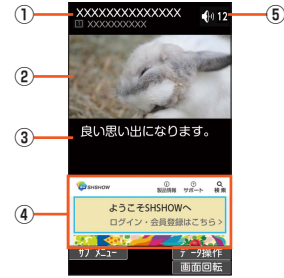 ① XXXXXXXXXXXXXX 12 ⑤
XXXXXXXXXX
②
③ 良い思い出になります。
④ SHSHOW 製品情報 サポート 検索
ようこそSHSHOWへ
ログイン・会員登録はこちら >
サブメニュー データ操作
画面回転